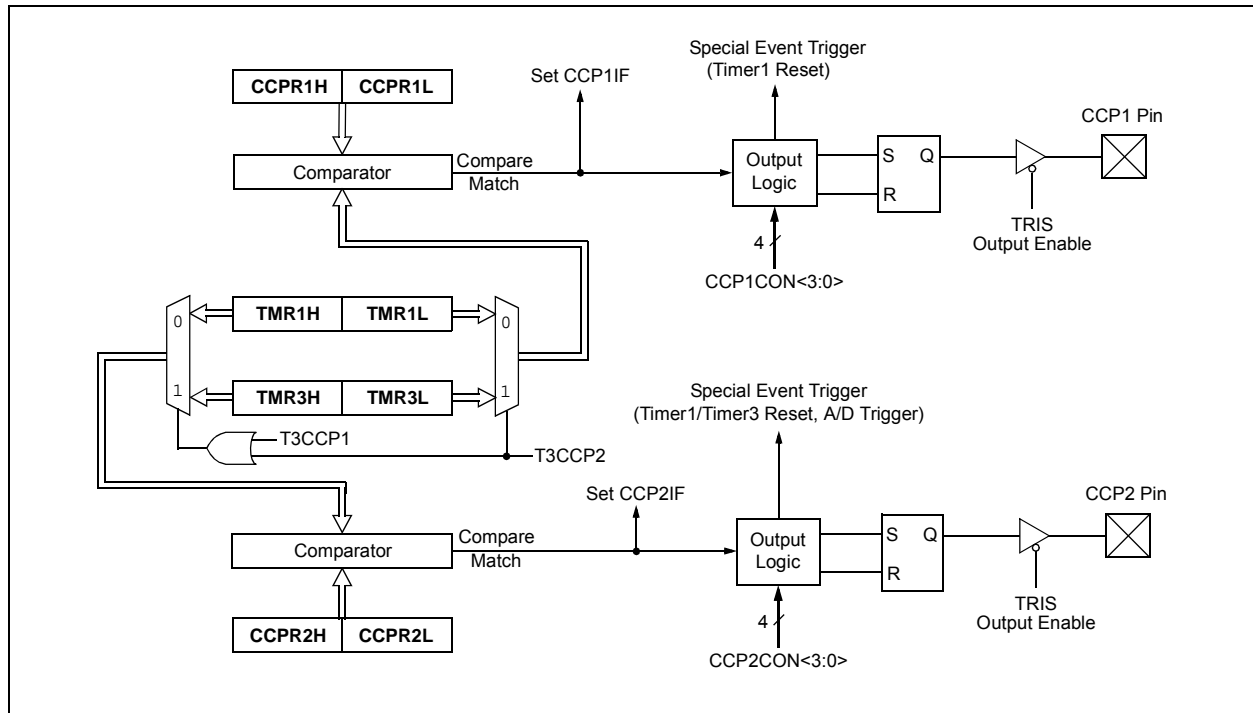 Special Event Trigger
(Timer1 Reset)
CCPR1H CCPR1L
Set CCP1IF
CCP1 Pin
Comparator
Compare
Match
Output
Logic
S Q
R
TRIS
Output Enable
4
CCP1CON<3:0>
0 TMR1H TMR1L 0
1 TMR3H TMR3L 1
T3CCP1
T3CCP2
Special Event Trigger
(Timer1/Timer3 Reset, A/D Trigger)
Set CCP2IF
CCP2 Pin
Comparator
Compare
Match
Output
Logic
S Q
R
TRIS
Output Enable
4
CCPR2H CCPR2L
CCP2CON<3:0>